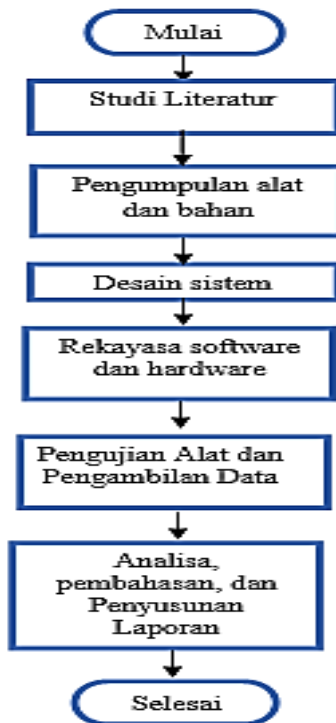 Mulai
Studi Literatur
Pengumpulan alat
dan bahan
Desain sistem
Rekayasa software
dan hardware
Pengujian Alat dan
Pengambilan Data
Analisa,
pembahasan, dan
Penyusunan
Laporan
Selesai